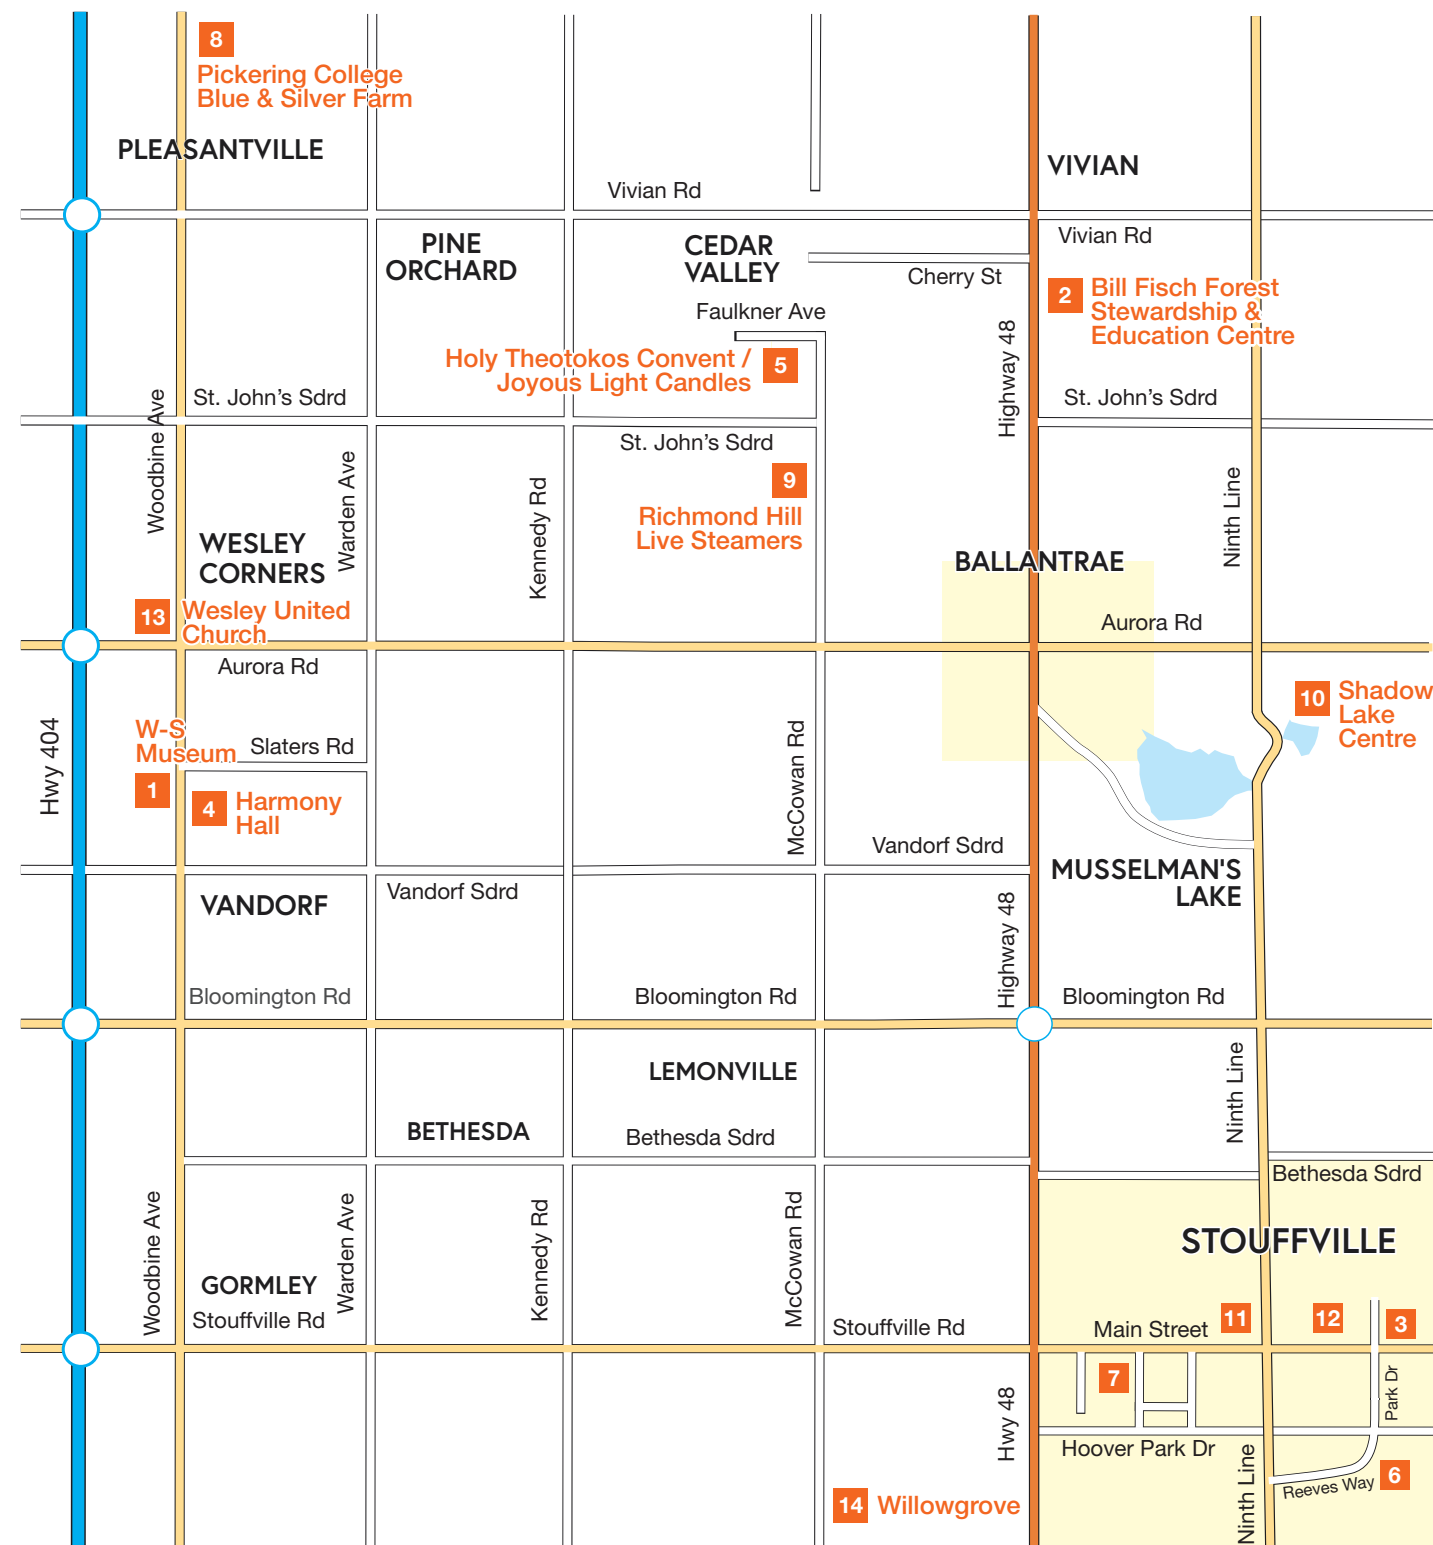 8
Pickering College
Blue & Silver Farm
PLEASANTVILLE
VIVIAN
Vivian Rd
Vivian Rd
PINE
ORCHARD
CEDAR
VALLEY
Cherry St
2
Bill Fisch Forest
Stewardship &
Education Centre
Faulkner Ave
Holy Theotokos Convent /
Joyous Light Candles
5
Highway 48
Woodbine Ave
St. John's Sdrd
St. John's Sdrd
St. John's Sdrd
Warden Ave
Kennedy Rd
9
Richmond Hill
Live Steamers
Ninth Line
WESLEY
CORNERS
BALLANTRAE
13
Wesley United
Church
Aurora Rd
Aurora Rd
10
Shadow
Lake
Centre
Hwy 404
W-S
Museum
1
Slaters Rd
4
Harmony
Hall
McCowan Rd
Vandorf Sdrd
MUSSELMAN'S
LAKE
VANDORF
Vandorf Sdrd
Highway 48
Bloomington Rd
Bloomington Rd
Bloomington Rd
LEMONVILLE
Ninth Line
BETHESDA
Bethesda Sdrd
Bethesda Sdrd
Woodbine Ave
Warden Ave
Kennedy Rd
McCowan Rd
STOUFFVILLE
GORMLEY
Stouffville Rd
Stouffville Rd
Main Street
11
12
3
7
Park Dr
Hwy 48
Hoover Park Dr
Ninth Line
Reeves Way
6
14
Willowgrove